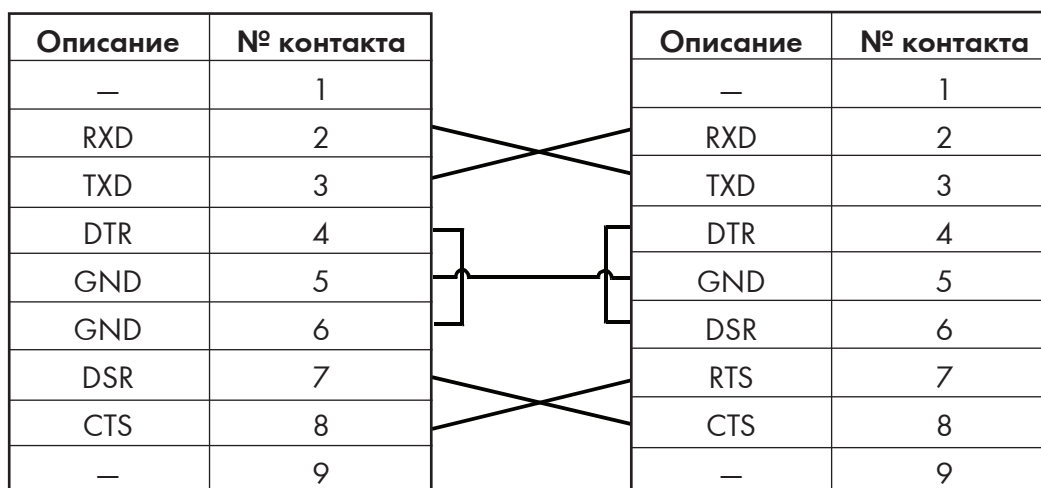 Описание № контакта
— 1
RXD 2
TXD 3
DTR 4
GND 5
GND 6
DSR 7
CTS 8
— 9
Описание № контакта
— 1
RXD 2
TXD 3
DTR 4
GND 5
DSR 6
RTS 7
CTS 8
— 9